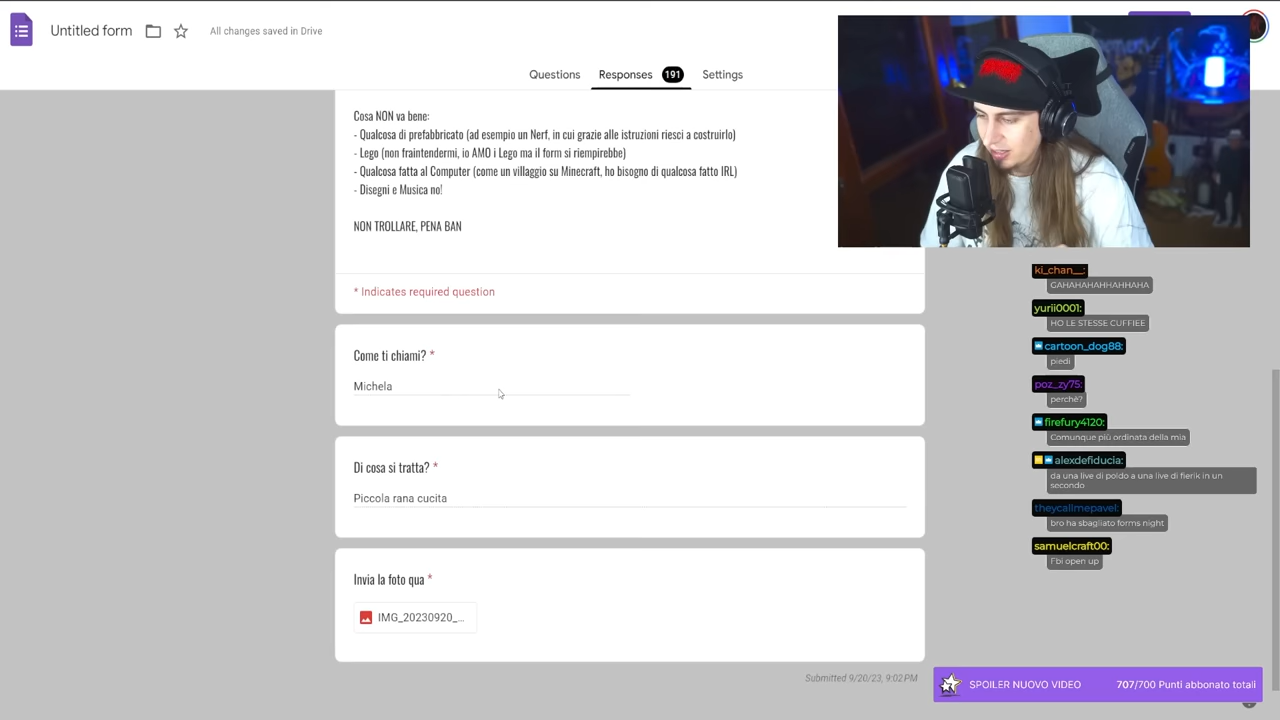 Untitled form
All changes saved in Drive
Questions
Responses 191
Settings
Cosa NON va bene:
- Qualcosa di prefabbricato (ad esempio un Nerf, in cui grazie alle istruzioni riesci a costruirlo)
- Lego (non fraintendermi, io AMO i Lego ma il form si riempirebbe)
- Qualcosa fatta al Computer (come un villaggio su Minecraft, ho bisogno di qualcosa fatto IRL)
- Disegni e Musica no!
NON TROLLARE, PENA BAN
* Indicates required question
Come ti chiami? *
Michela
Di cosa si tratta? *
Piccola rana cucita
Invia la foto qua *
IMG_20230920_...
Submitted 9/20/23, 9:02 PM
ki_chan__:
GAHAHAHAHHAHHAHA
yurii0001:
HO LE STESSE CUFFIEE
cartoon_dog88:
piedi
poz_zy75:
perchè?
firefury4120:
Comunque più ordinata della mia
alexdefiducia:
da una live di poldo a una live di fierik in un
secondo
theycallmepavel:
bro ha sbagliato forms night
samuelcraft00:
Fbi open up
SPOILER NUOVO VIDEO
707/700 Punti abbonato totali